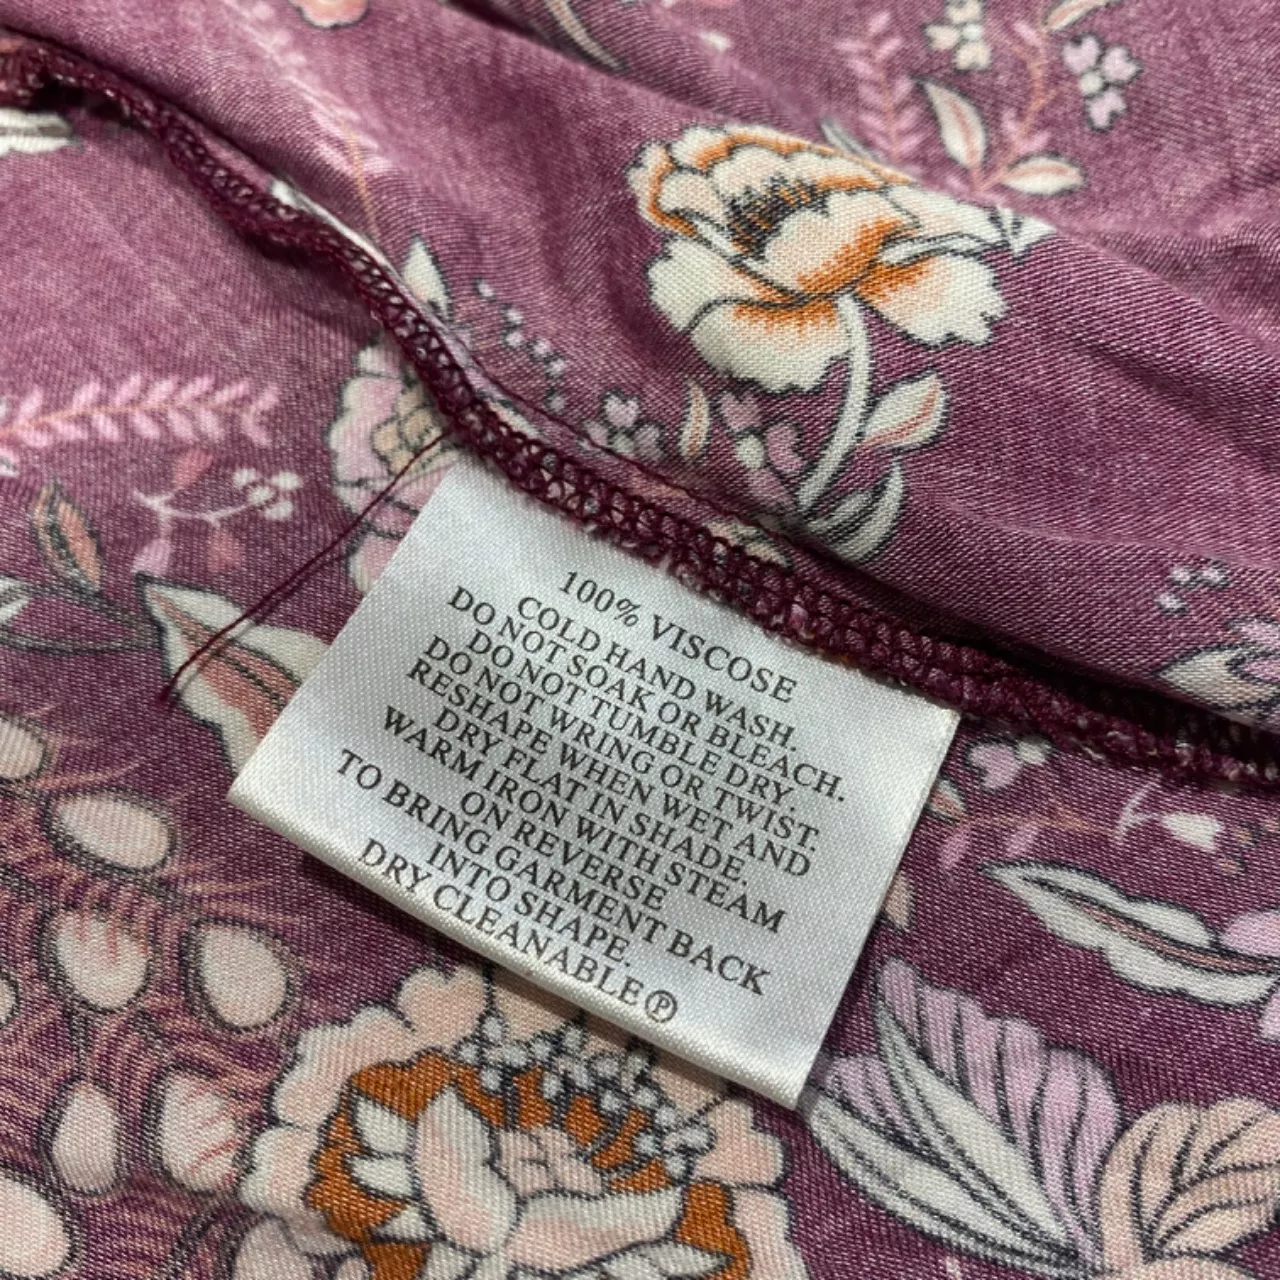 100% VISCOSE
COLD HAND WASH.
DO NOT SOAK OR BLEACH.
DO NOT TUMBLE DRY.
DO NOT WRING OR TWIST
RESHAPE WHEN WET AND
DRY FLAT IN SHADE.
WARM IRON WITH STEAM
ON REVERSE
TO BRING GARMENT BACK
INTO SHAPE.
DRY CLEANABLE Ⓟ